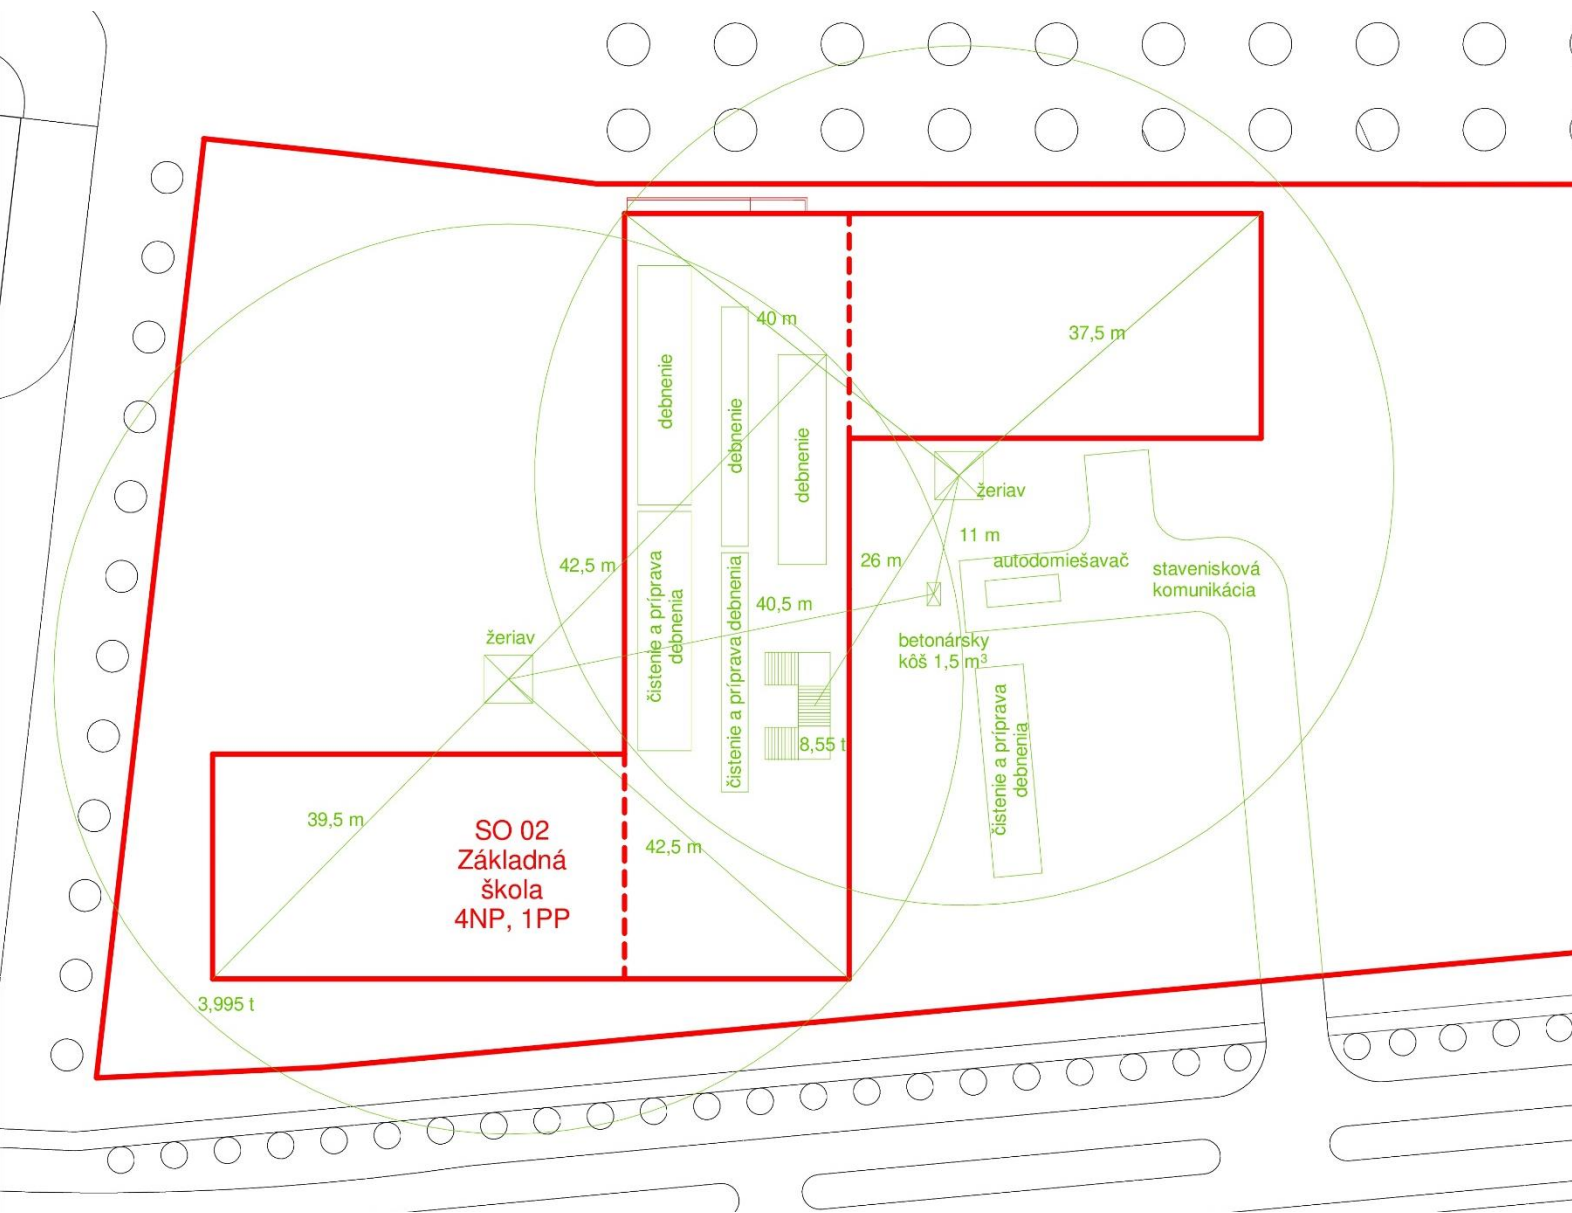 40 m
37,5 m
debnenie
debnenie
debnenie
žeriav
11 m
26 m
autodomiešavač
stavenisková
komunikácia
42,5 m
40,5 m
čistenie a príprava
debnenia
čistenie a príprava debnenia
žeriav
betonársky
kôš 1,5 m³
8,55 t
čistenie a príprava
debnenia
39,5 m
SO 02
Základná
škola
4NP, 1PP
42,5 m
3,995 t